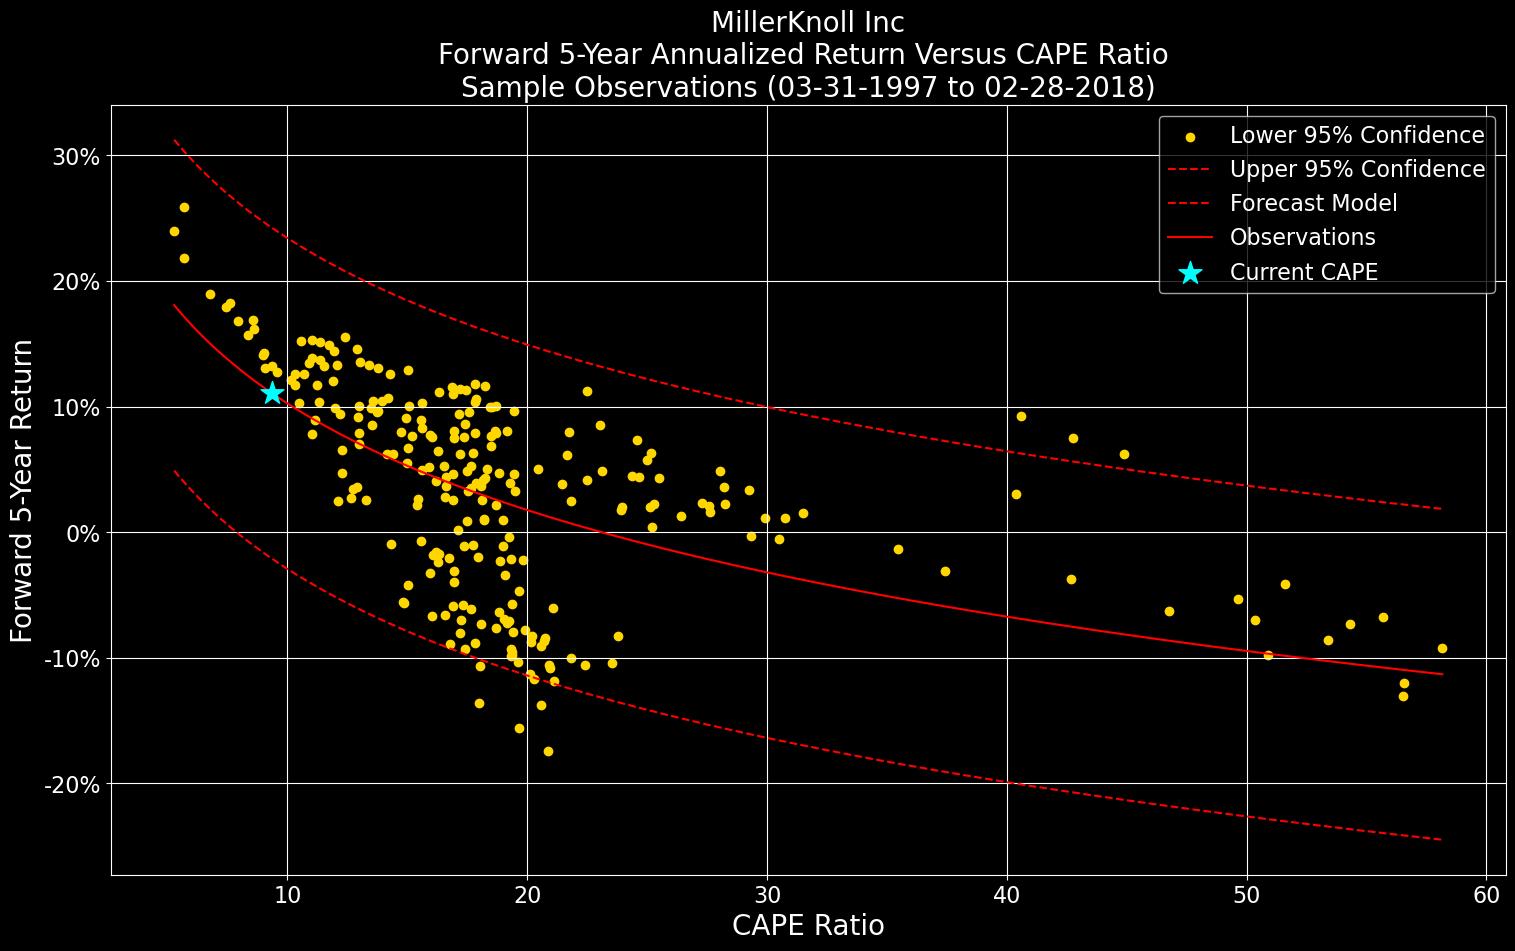 MillerKnoll Inc
Forward 5-Year Annualized Return Versus CAPE Ratio
Sample Observations (03-31-1997 to 02-28-2018)
Lower 95% Confidence
Upper 95% Confidence
Forecast Model
Observations
Current CAPE
Forward 5-Year Return
30%
20%
10%
0%
-10%
-20%
10 20 30 40 50 60
CAPE Ratio